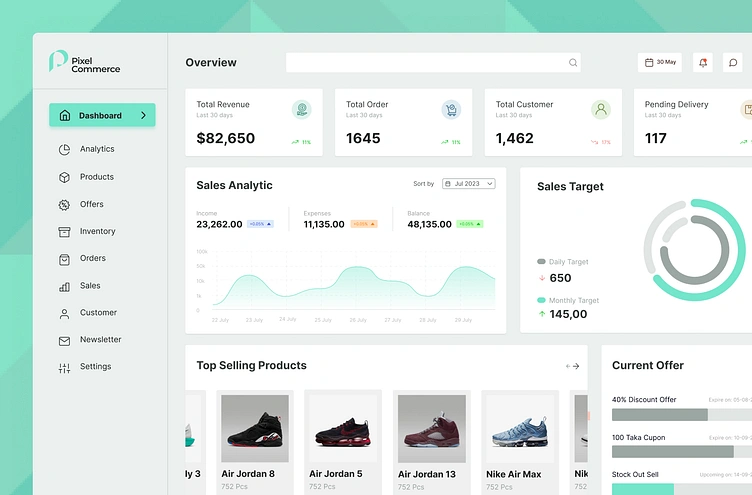 Pixel
Commerce
Overview
30 May
Dashboard
Analytics
Products
Offers
Inventory
Orders
Sales
Customer
Newsletter
Settings
Total Revenue
Last 30 days
$82,650
11%
Total Order
Last 30 days
1645
11%
Total Customer
Last 30 days
1,462
17%
Pending Delivery
Last 30 days
117
Sales Analytic
Sort by
Jul 2023
Income
23,262.00
+0.05%
Expenses
11,135.00
+0.05%
Balance
48,135.00
+0.05%
100k
50k
10k
1k
0
22 July
23 July
24 July
25 July
26 July
27 July
28 July
29 July
Sales Target
Daily Target
650
Monthly Target
145,00
Top Selling Products
ly 3
Air Jordan 8
752 Pcs
Air Jordan 5
752 Pcs
Air Jordan 13
752 Pcs
Nike Air Max
752 Pcs
Ni
Current Offer
40% Discount Offer
Expire on: 05-08-
100 Taka Cupon
Expire on: 10-09-
Stock Out Sell
Upcoming on: 14-09-